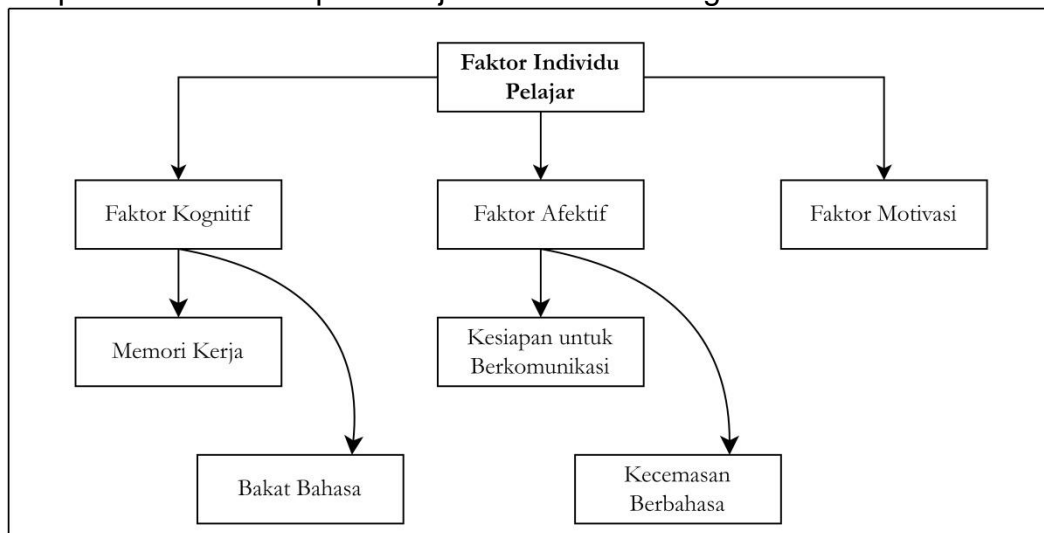 Faktor Individu
Pelajar
Faktor Kognitif
Faktor Afektif
Faktor Motivasi
Memori Kerja
Kesiapan untuk
Berkomunikasi
Bakat Bahasa
Kecemasan
Berbahasa